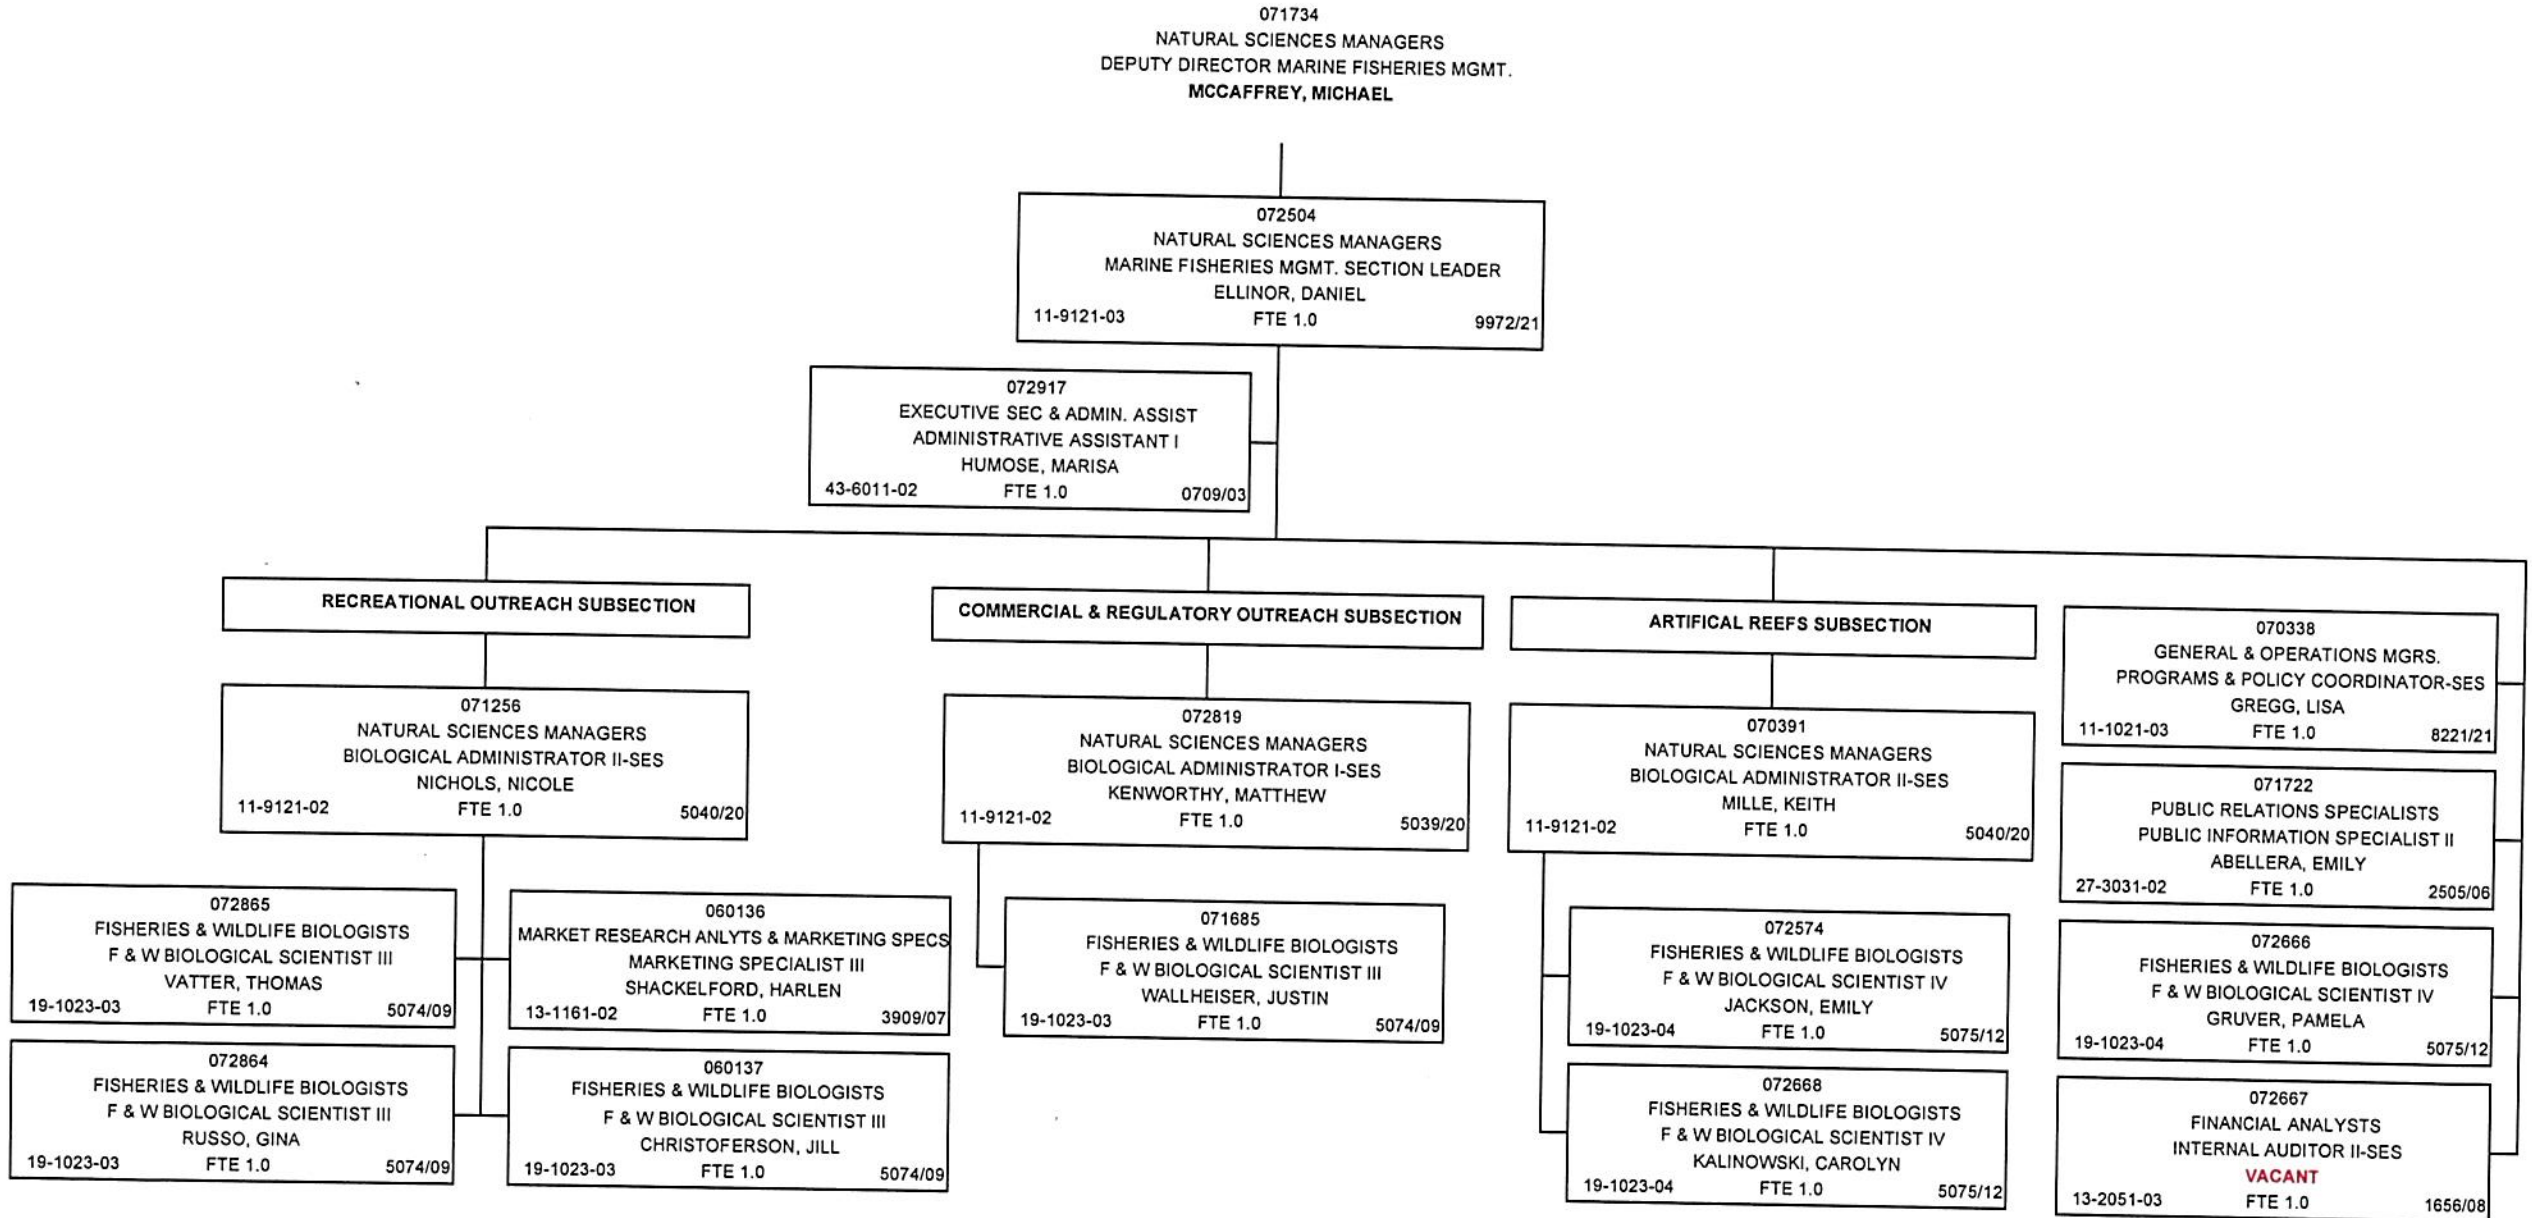 071734
NATURAL SCIENCES MANAGERS
DEPUTY DIRECTOR MARINE FISHERIES MGMT.
MCCAFFREY, MICHAEL
072504
NATURAL SCIENCES MANAGERS
MARINE FISHERIES MGMT. SECTION LEADER
ELLINOR, DANIEL
11-9121-03 FTE 1.0 9972/21
072917
EXECUTIVE SEC & ADMIN. ASSIST
ADMINISTRATIVE ASSISTANT I
HUMOSE, MARISA
43-6011-02 FTE 1.0 0709/03
RECREATIONAL OUTREACH SUBSECTION
071256
NATURAL SCIENCES MANAGERS
BIOLOGICAL ADMINISTRATOR II-SES
NICHOLS, NICOLE
11-9121-02 FTE 1.0 5040/20
072865
FISHERIES & WILDLIFE BIOLOGISTS
F & W BIOLOGICAL SCIENTIST III
VATTER, THOMAS
19-1023-03 FTE 1.0 5074/09
060136
MARKET RESEARCH ANLYTS & MARKETING SPECS
MARKETING SPECIALIST III
SHACKELFORD, HARLEN
13-1161-02 FTE 1.0 3909/07
072864
FISHERIES & WILDLIFE BIOLOGISTS
F & W BIOLOGICAL SCIENTIST III
RUSSO, GINA
19-1023-03 FTE 1.0 5074/09
060137
FISHERIES & WILDLIFE BIOLOGISTS
F & W BIOLOGICAL SCIENTIST III
CHRISTOFERSON, JILL
19-1023-03 FTE 1.0 5074/09
COMMERCIAL & REGULATORY OUTREACH SUBSECTION
072819
NATURAL SCIENCES MANAGERS
BIOLOGICAL ADMINISTRATOR I-SES
KENWORTHY, MATTHEW
11-9121-02 FTE 1.0 5039/20
071685
FISHERIES & WILDLIFE BIOLOGISTS
F & W BIOLOGICAL SCIENTIST III
WALLHEISER, JUSTIN
19-1023-03 FTE 1.0 5074/09
ARTIFICAL REEFS SUBSECTION
070391
NATURAL SCIENCES MANAGERS
BIOLOGICAL ADMINISTRATOR II-SES
MILLE, KEITH
11-9121-02 FTE 1.0 5040/20
072574
FISHERIES & WILDLIFE BIOLOGISTS
F & W BIOLOGICAL SCIENTIST IV
JACKSON, EMILY
19-1023-04 FTE 1.0 5075/12
072668
FISHERIES & WILDLIFE BIOLOGISTS
F & W BIOLOGICAL SCIENTIST IV
KALINOWSKI, CAROLYN
19-1023-04 FTE 1.0 5075/12
070338
GENERAL & OPERATIONS MGRS.
PROGRAMS & POLICY COORDINATOR-SES
GREGG, LISA
11-1021-03 FTE 1.0 8221/21
071722
PUBLIC RELATIONS SPECIALISTS
PUBLIC INFORMATION SPECIALIST II
ABELLERA, EMILY
27-3031-02 FTE 1.0 2505/06
072666
FISHERIES & WILDLIFE BIOLOGISTS
F & W BIOLOGICAL SCIENTIST IV
GRUVER, PAMELA
19-1023-04 FTE 1.0 5075/12
072667
FINANCIAL ANALYSTS
INTERNAL AUDITOR II-SES
VACANT
13-2051-03 FTE 1.0 1656/08